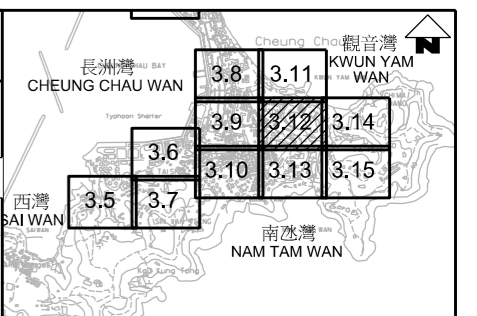 Cheung Chau
觀音灣
KWUN YAM
WAN
N
長洲灣
CHEUNG CHAU WAN
3.8
3.11
Typhoon Shelter
3.9
3.12
3.14
3.6
3.10
3.13
3.15
3.5
3.7
西灣
SAI WAN
SAIWAN
南氹灣
NAM TAM WAN